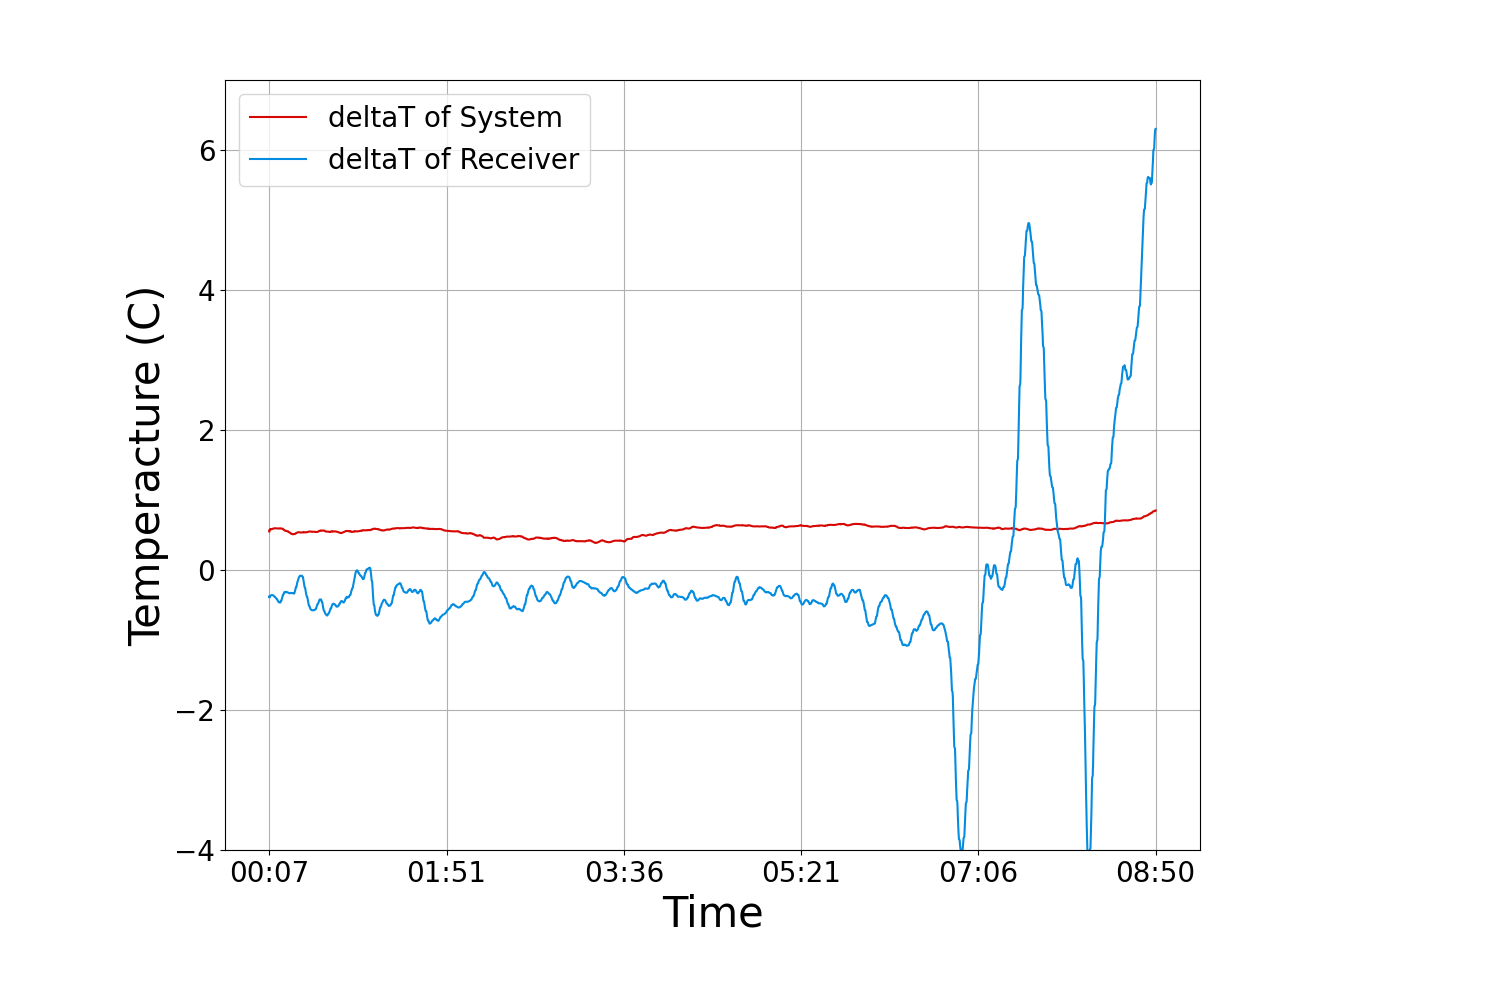 deltaT of System
deltaT of Receiver
6
4
2
0
−2
−4
Temperacture (C)
00:07 01:51 03:36 05:21 07:06 08:50
Time